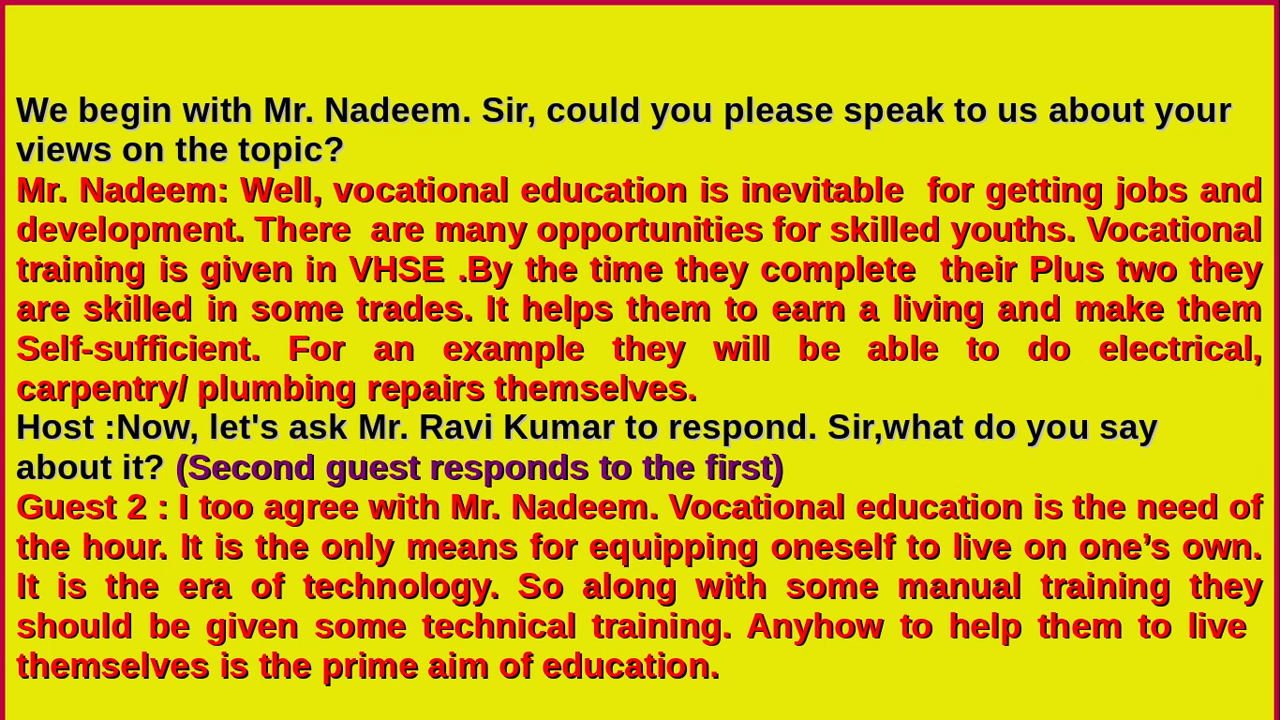 We begin with Mr. Nadeem. Sir, could you please speak to us about your
views on the topic?
Mr. Nadeem: Well, vocational education is inevitable  for getting jobs and
development. There  are many opportunities for skilled youths. Vocational
training is given in VHSE .By the time they complete  their Plus two they
are skilled in some trades. It helps them to earn a living and make them
Self-sufficient. For an example they will be able to do electrical,
carpentry/ plumbing repairs themselves.
Host :Now, let's ask Mr. Ravi Kumar to respond. Sir,what do you say
about it? (Second guest responds to the first)
Guest 2 : I too agree with Mr. Nadeem. Vocational education is the need of
the hour. It is the only means for equipping oneself to live on one’s own.
It is the era of technology. So along with some manual training they
should be given some technical training. Anyhow to help them to live
themselves is the prime aim of education.